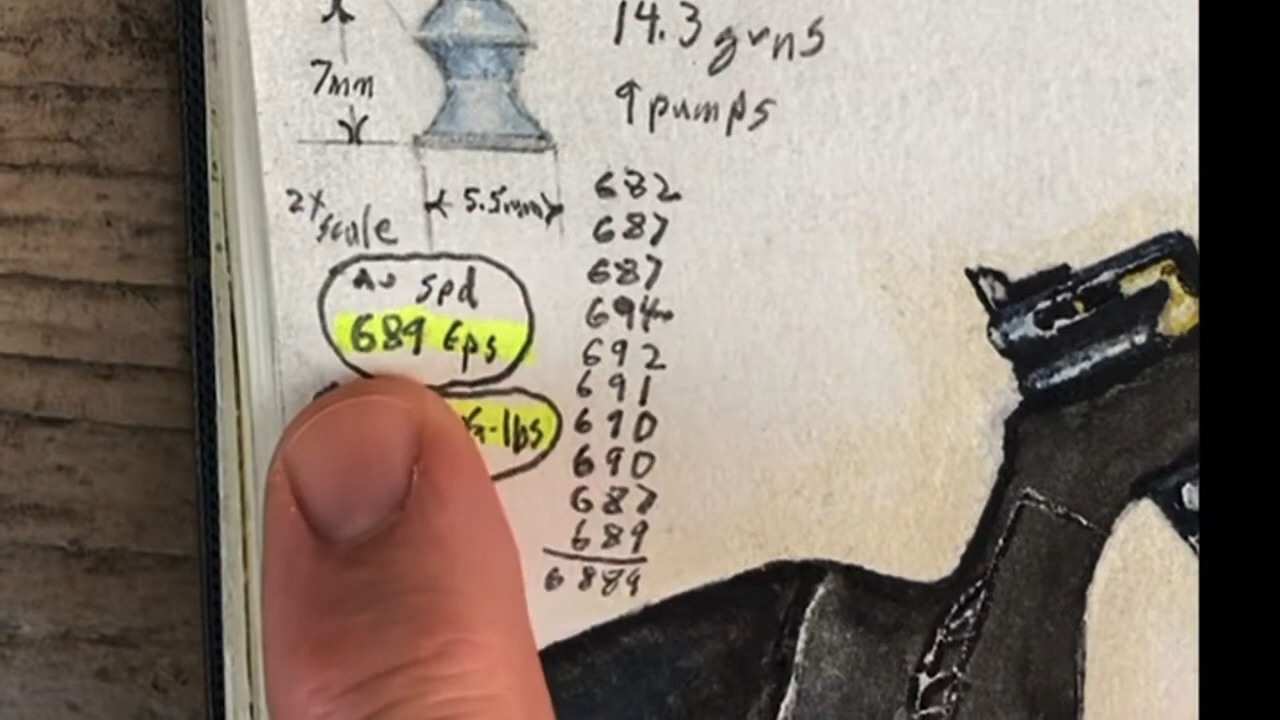 14.3 grns
7mm
9 pumps
2x scale
5.5mm
Av spd
689 fps
-lbs
682
687
687
694
692
691
690
690
687
689
6889